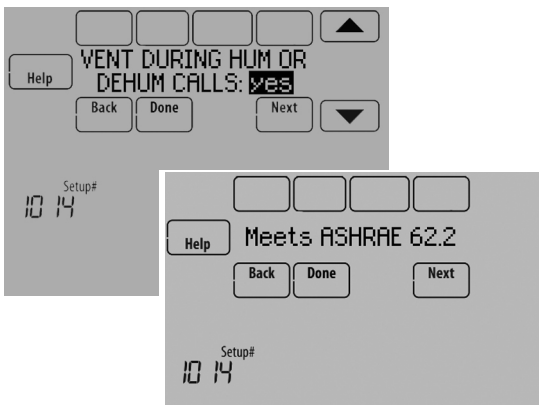 VENT DURING HUM OR
Help
DEHUM CALLS: yes
Back Done Next
Setup#
10 14
Help
Meets ASHRAE 62.2
Back Done Next
Setup#
10 14